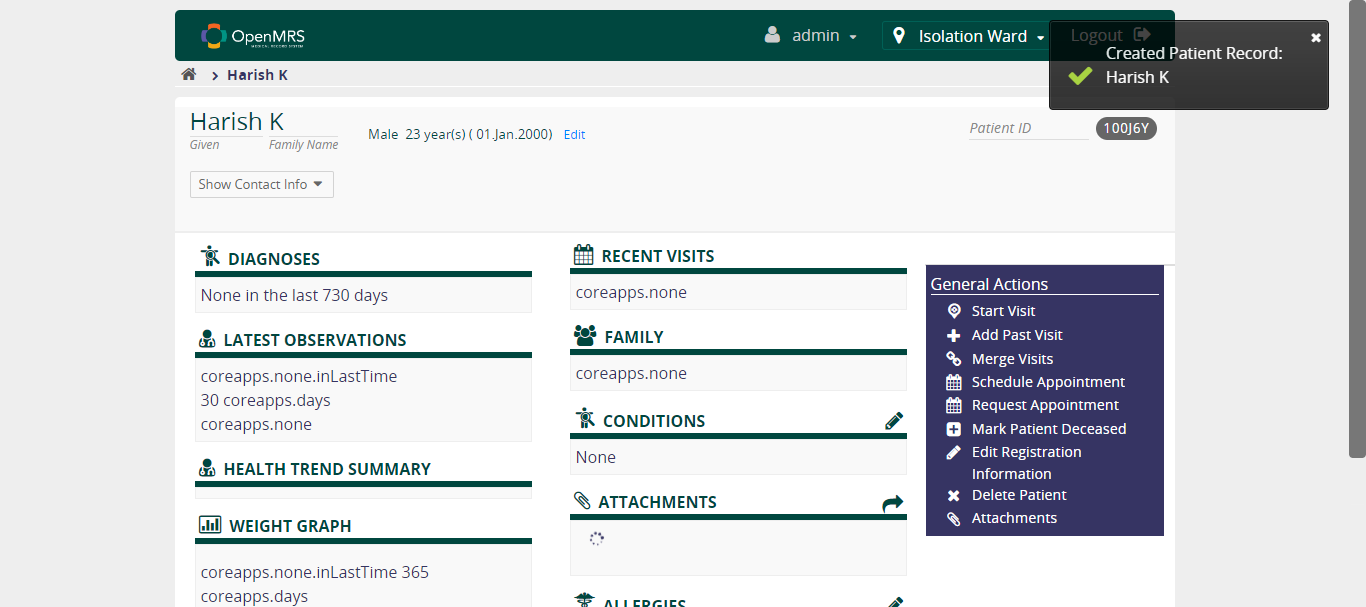 OpenMRS
MEDICAL RECORD SYSTEM
admin
Isolation Ward
Logout
Created Patient Record:
Harish K
Harish K
Harish K
Given Family Name
Male 23 year(s) ( 01.Jan.2000) Edit
Patient ID 100J6Y
Show Contact Info
DIAGNOSES
None in the last 730 days
LATEST OBSERVATIONS
coreapps.none.inLastTime
30 coreapps.days
coreapps.none
HEALTH TREND SUMMARY
WEIGHT GRAPH
coreapps.none.inLastTime 365
coreapps.days
RECENT VISITS
coreapps.none
FAMILY
coreapps.none
CONDITIONS
None
ATTACHMENTS
ALLERGIES
General Actions
Start Visit
Add Past Visit
Merge Visits
Schedule Appointment
Request Appointment
Mark Patient Deceased
Edit Registration
Information
Delete Patient
Attachments